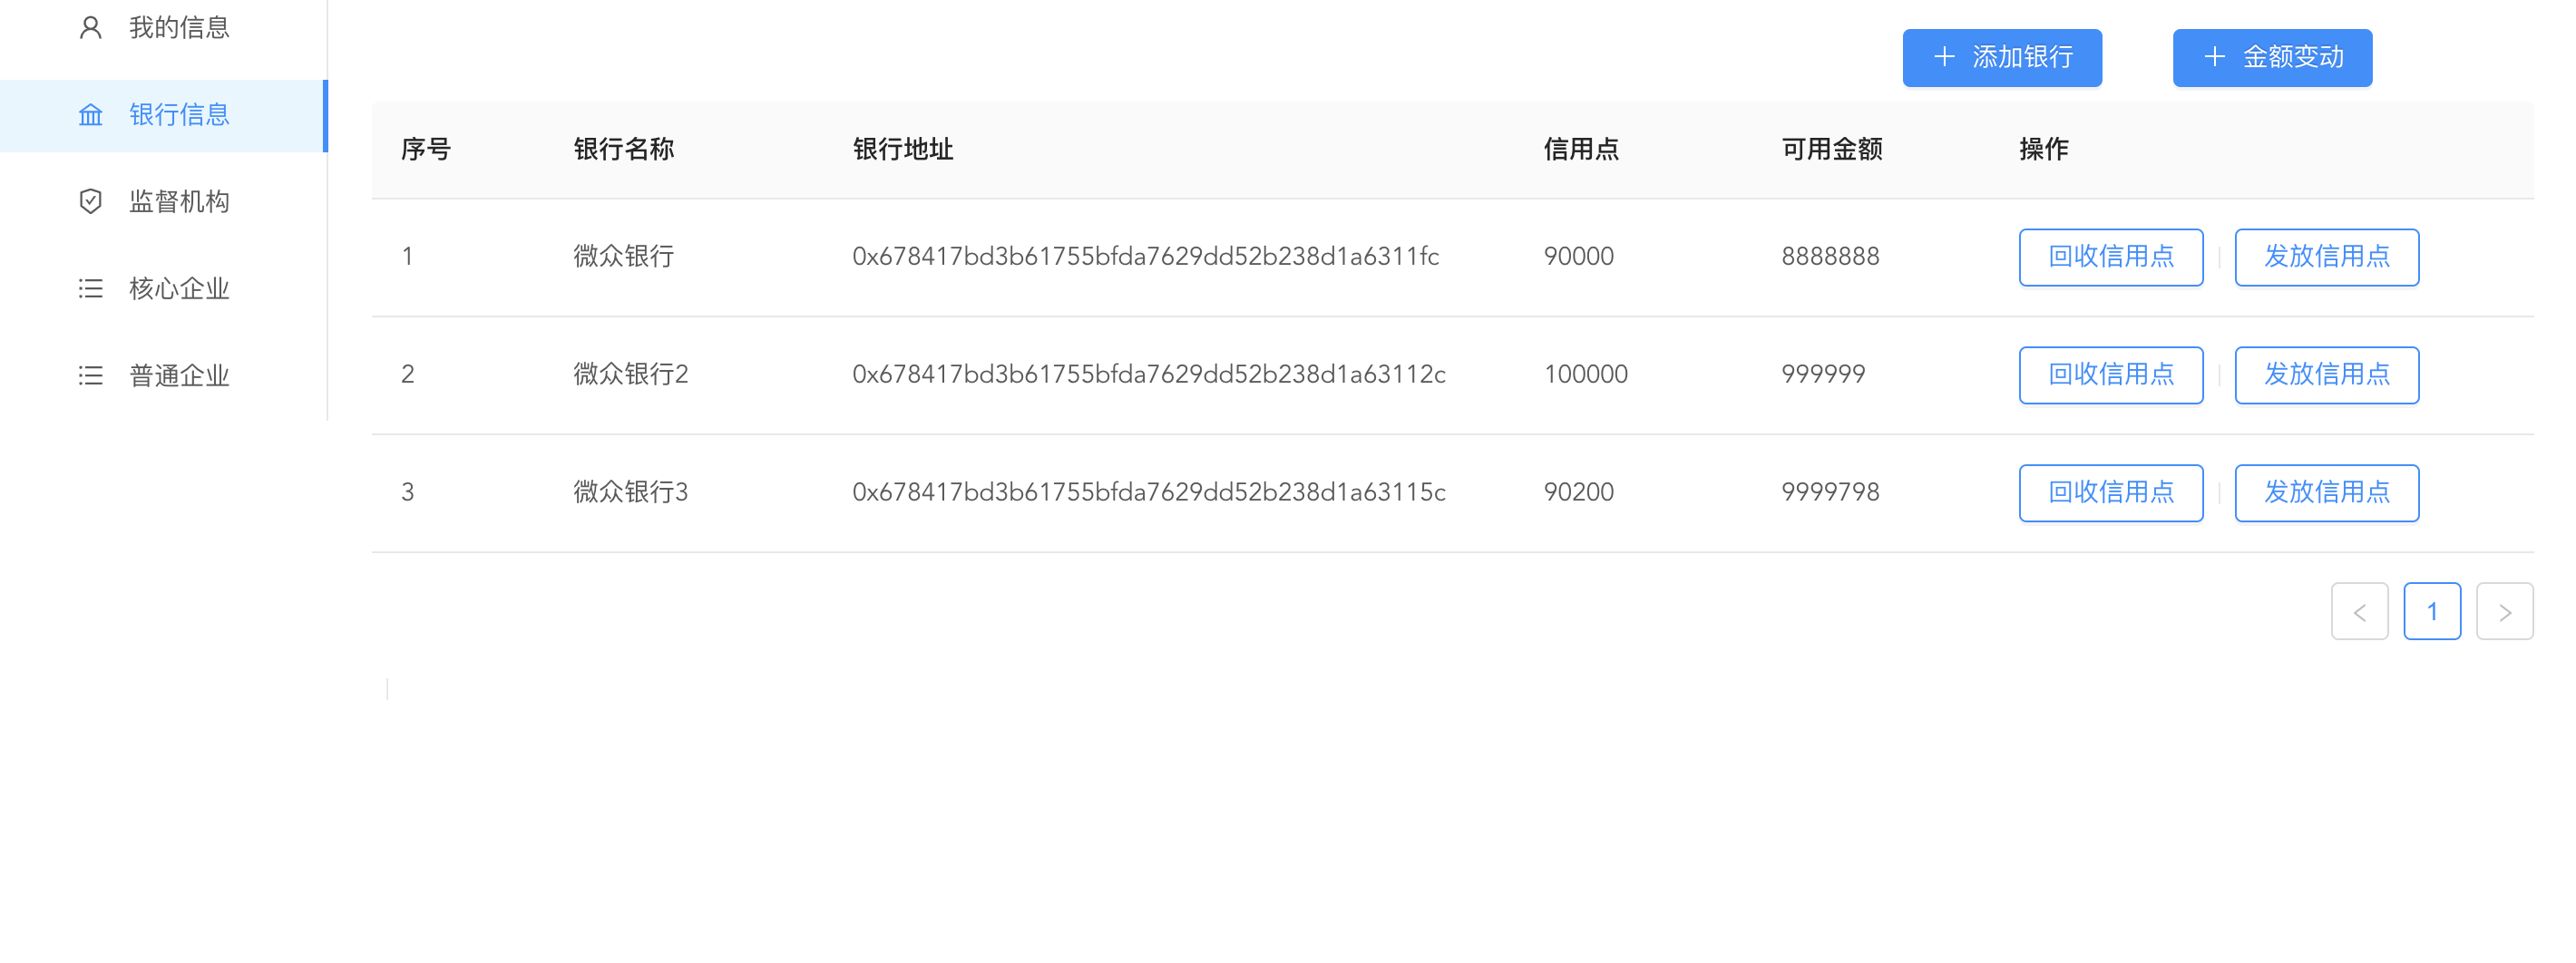 我的信息
银行信息
监督机构
核心企业
普通企业
添加银行 金额变动
序号 银行名称 银行地址 信用点 可用金额 操作
1 微众银行 0x678417bd3b61755bfda7629dd52b238d1a6311fc 90000 8888888 回收信用点 发放信用点
2 微众银行2 0x678417bd3b61755bfda7629dd52b238d1a63112c 100000 999999 回收信用点 发放信用点
3 微众银行3 0x678417bd3b61755bfda7629dd52b238d1a63115c 90200 9999798 回收信用点 发放信用点
< 1 >